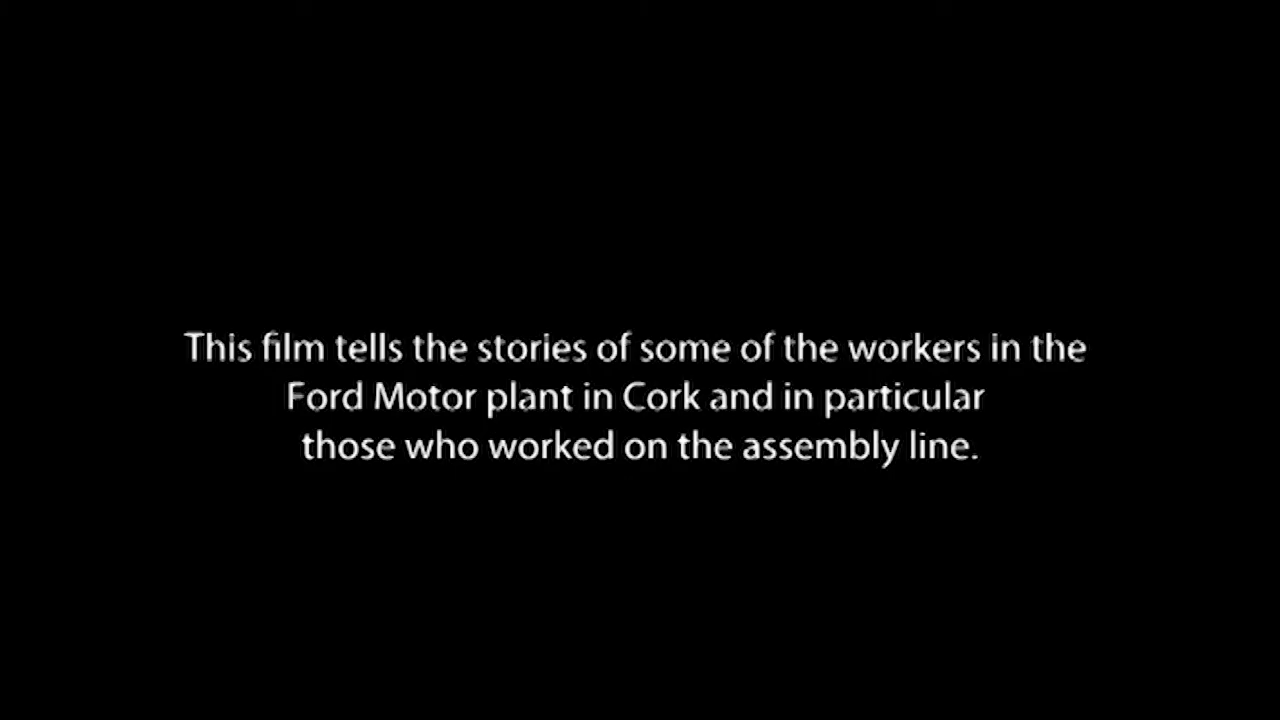 This film tells the stories of some of the workers in the
Ford Motor plant in Cork and in particular
those who worked on the assembly line.